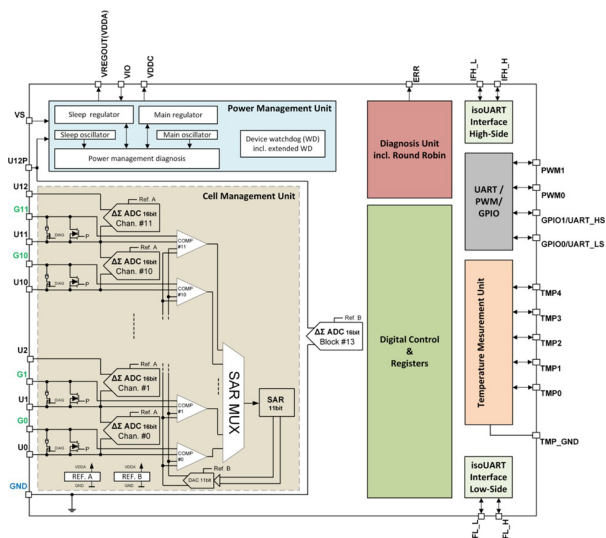 VREGOUT(VDDA)
VIO
VDDC
ERR
IFH_L
IFH_H
VS
U12P
Sleep regulator
Main regulator
Power Management Unit
Sleep oscillator
Main oscillator
Power management diagnosis
Device watchdog (WD)
incl. extended WD
Diagnosis Unit
incl. Round Robin
isoUART
Interface
High-Side
UART /
PWM/
GPIO
PWM1
PWM0
GPIO1/UART_HS
GPIO0/UART_LS
Cell Management Unit
U12
G11
U11
G10
U10
U2
G1
U1
G0
U0
GND
Ref. A
ΔΣ ADC 16bit
Chan. #11
DIAG
P
COMP
#11
Ref. A
ΔΣ ADC 16bit
Chan. #10
DIAG
P
COMP
#10
Ref. B
ΔΣ ADC 16bit
Block #13
Ref. A
ΔΣ ADC 16bit
Chan. #1
DIAG
P
COMP
#1
Ref. A
ΔΣ ADC 16bit
Chan. #0
DIAG
P
COMP
#0
SAR MUX
SAR
11bit
Ref. B
DAC 11bit
VDDA
REF. A
GND
VDDA
REF. B
GND
Digital Control
&
Registers
Temperature Mesurement Unit
TMP4
TMP3
TMP2
TMP1
TMP0
TMP_GND
isoUART
Interface
Low-Side
FL_L
FL_H